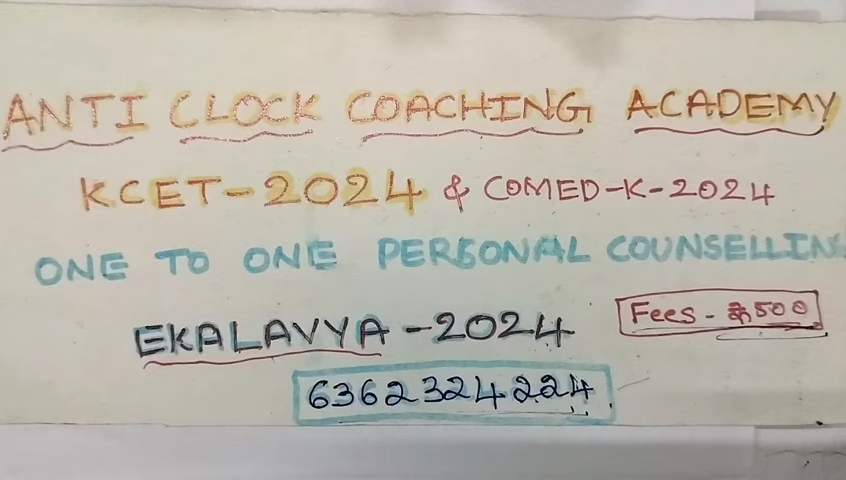 ANTI CLOCK COACHING ACADEMY
KCET-2024 & COMED-K-2024
ONE TO ONE PERSONAL COUNSELLING
EKALAVYA-2024
Fees - ₹500
6362324224